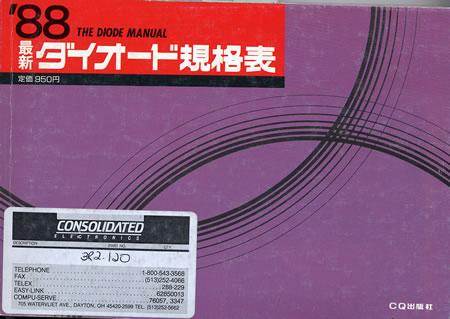 '88 THE DIODE MANUAL
最新 ダイオード規格表
定価950円
CONSOLIDATED
ELECTRONICS
DESCRIPTION PART NO. QTY.
382-120
TELEPHONE 1-800-543-3568
FAX (513)252-4066
TELEX 288-229
EASY-LINK 62850013
COMPU-SERVE 76057, 3347
705 WATERVLIET AVE., DAYTON, OH 45420-2599 TEL. (513)252-5662
CQ出版社